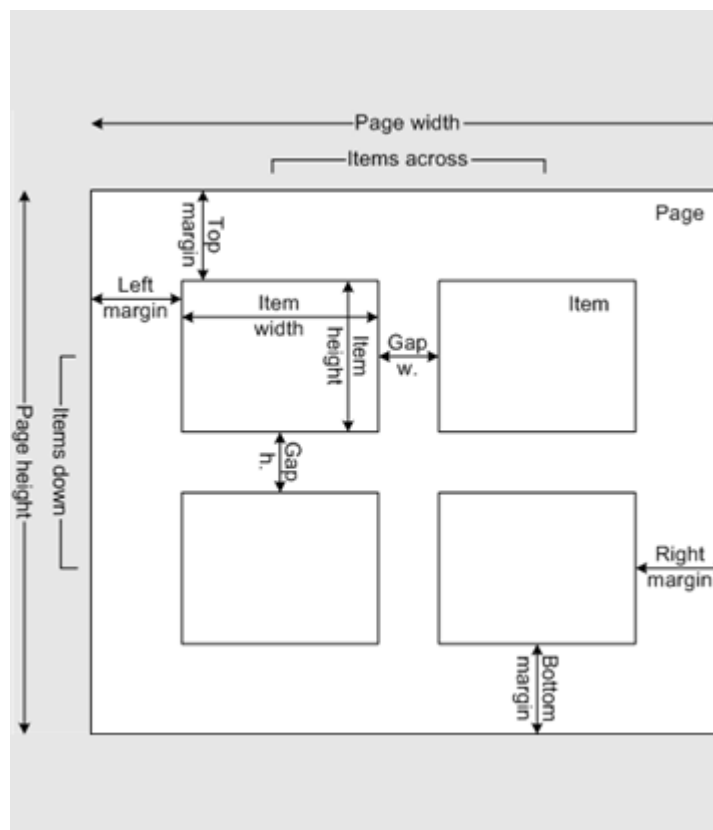 Page width
Items across
Page
Top
margin
Left
margin
Item
width
Item
height
Item
Gap
w.
Items down
Page height
Gap
h.
Right
margin
Bottom
margin